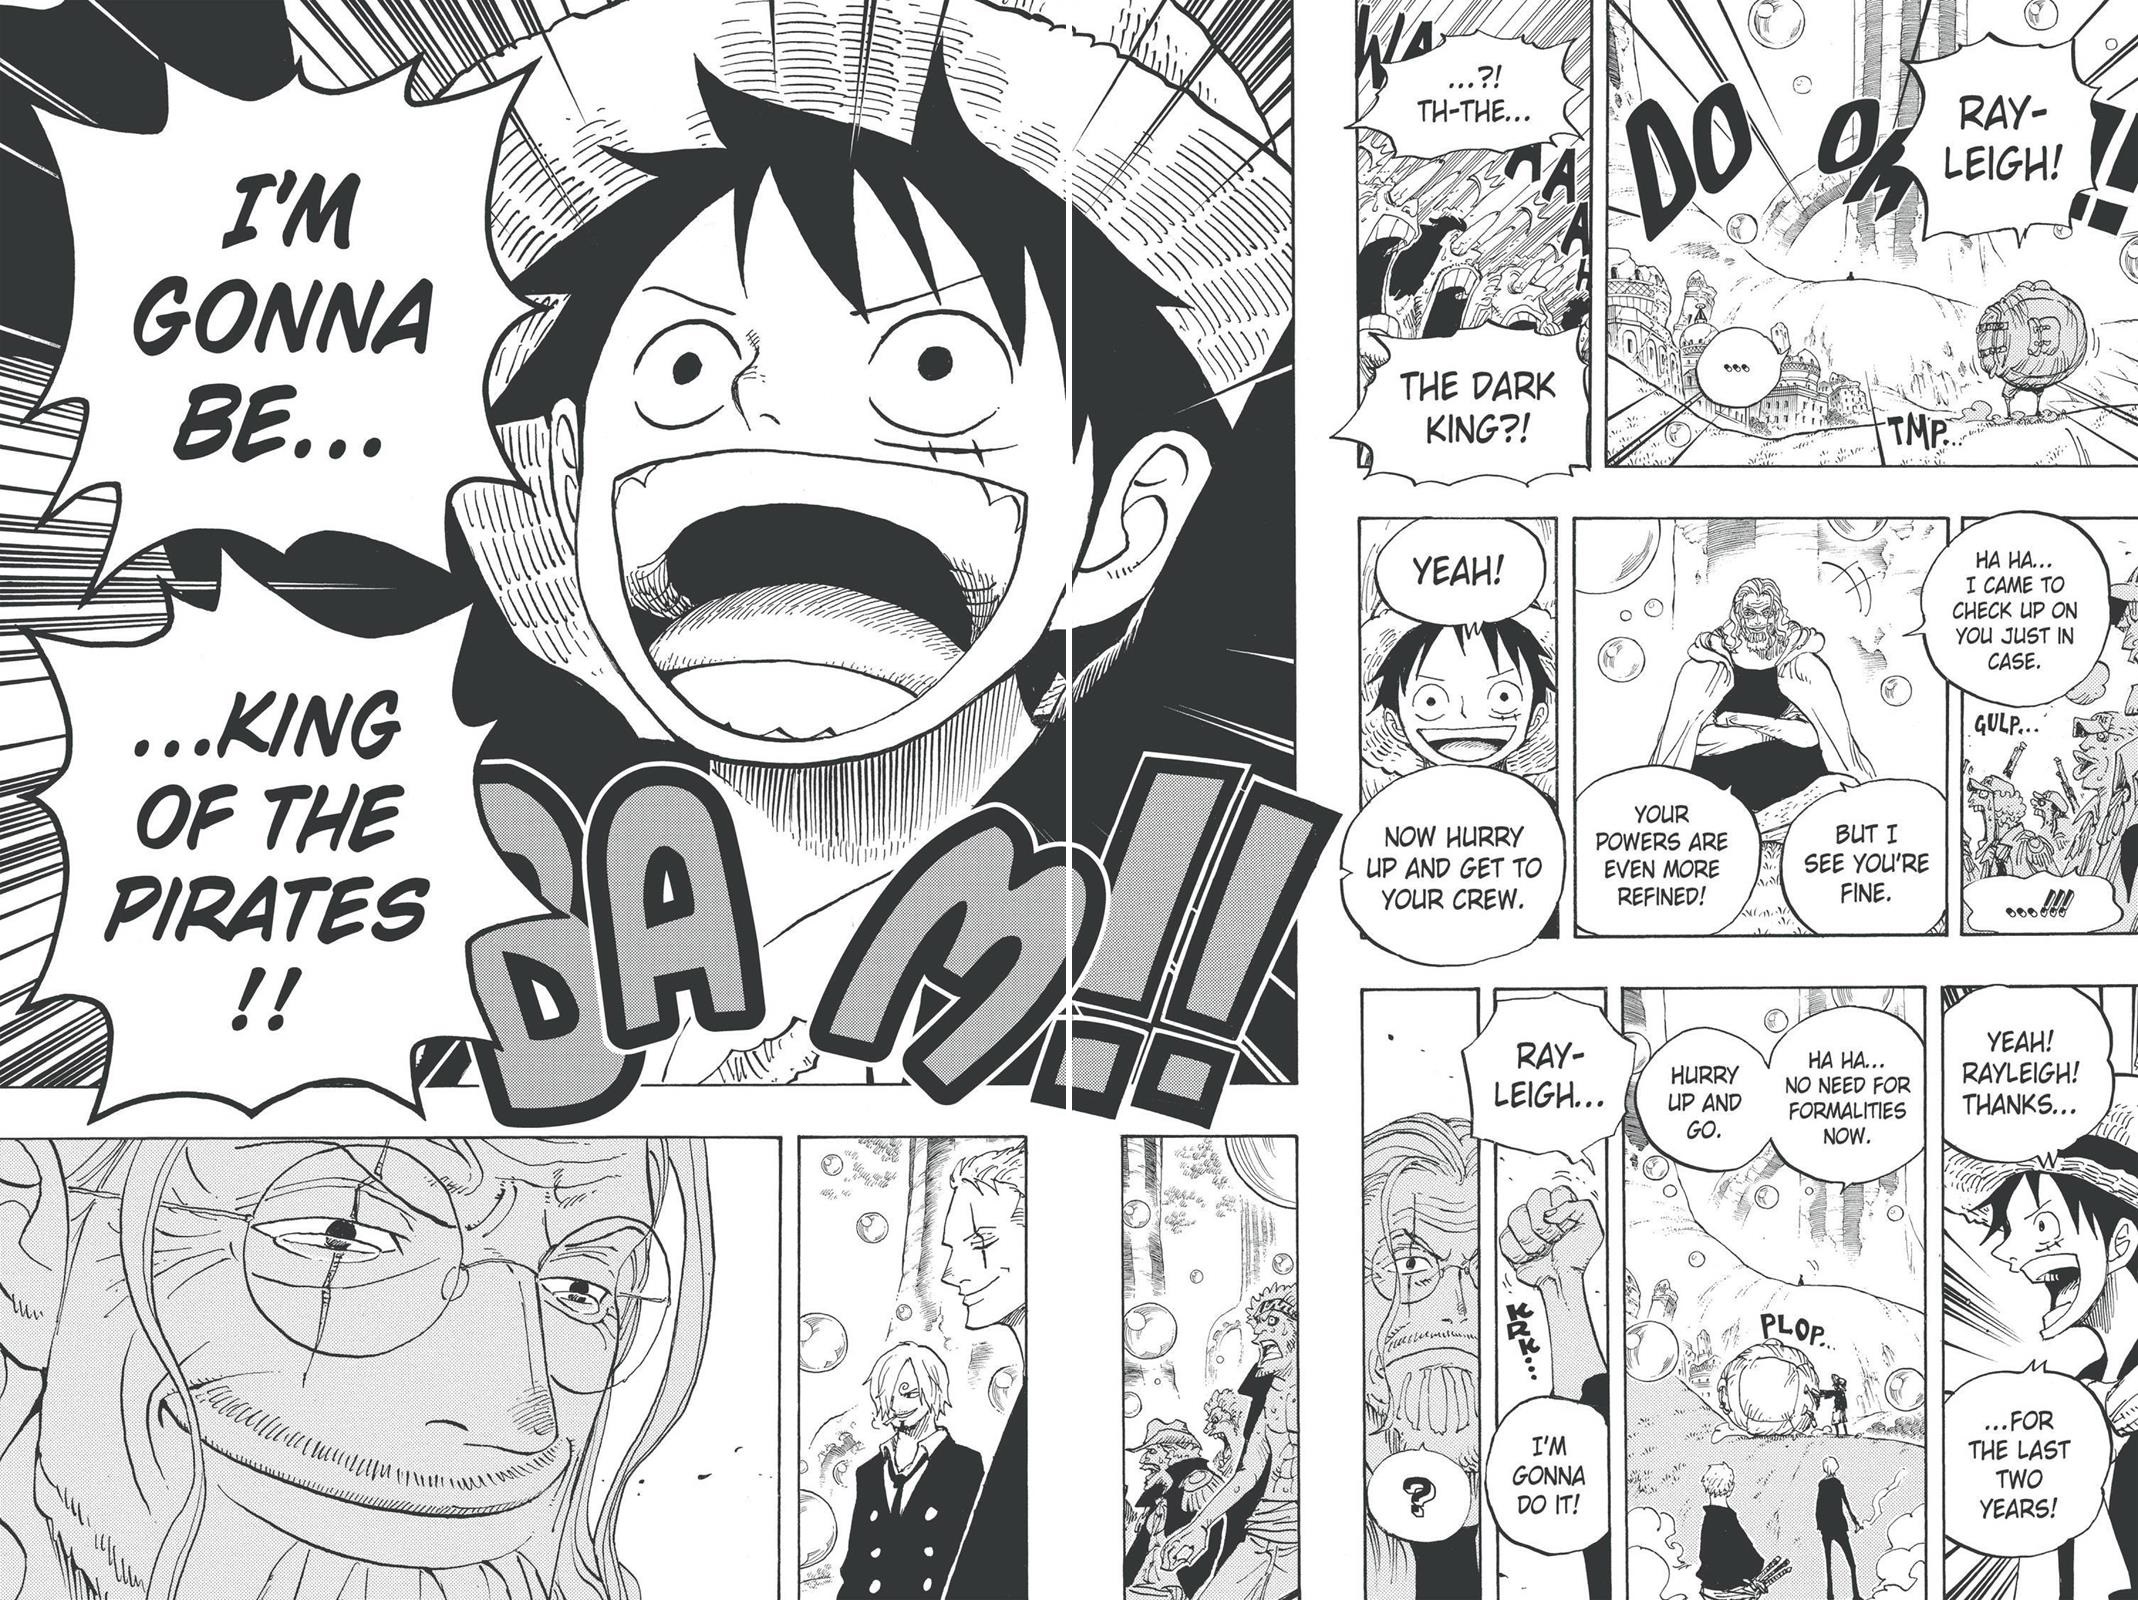 RAY-
LEIGH!
!!
DO OM
...
TMP...
WA
HAAAH
...?!
TH-THE...
THE DARK
KING?!
HA HA...
I CAME TO
CHECK UP ON
YOU JUST IN
CASE.
GULP...
...!!!
BUT I
SEE YOU'RE
FINE.
YOUR
POWERS ARE
EVEN MORE
REFINED!
YEAH!
NOW HURRY
UP AND GET TO
YOUR CREW.
YEAH!
RAYLEIGH!
THANKS...
...FOR
THE LAST
TWO
YEARS!
HA HA...
NO NEED FOR
FORMALITIES
NOW.
HURRY
UP AND
GO.
PLOP...
RAY-
LEIGH...
KRK...
I'M
GONNA
DO IT!
?
I'M
GONNA
BE...
...KING
OF THE
PIRATES
!!
DADAM!!